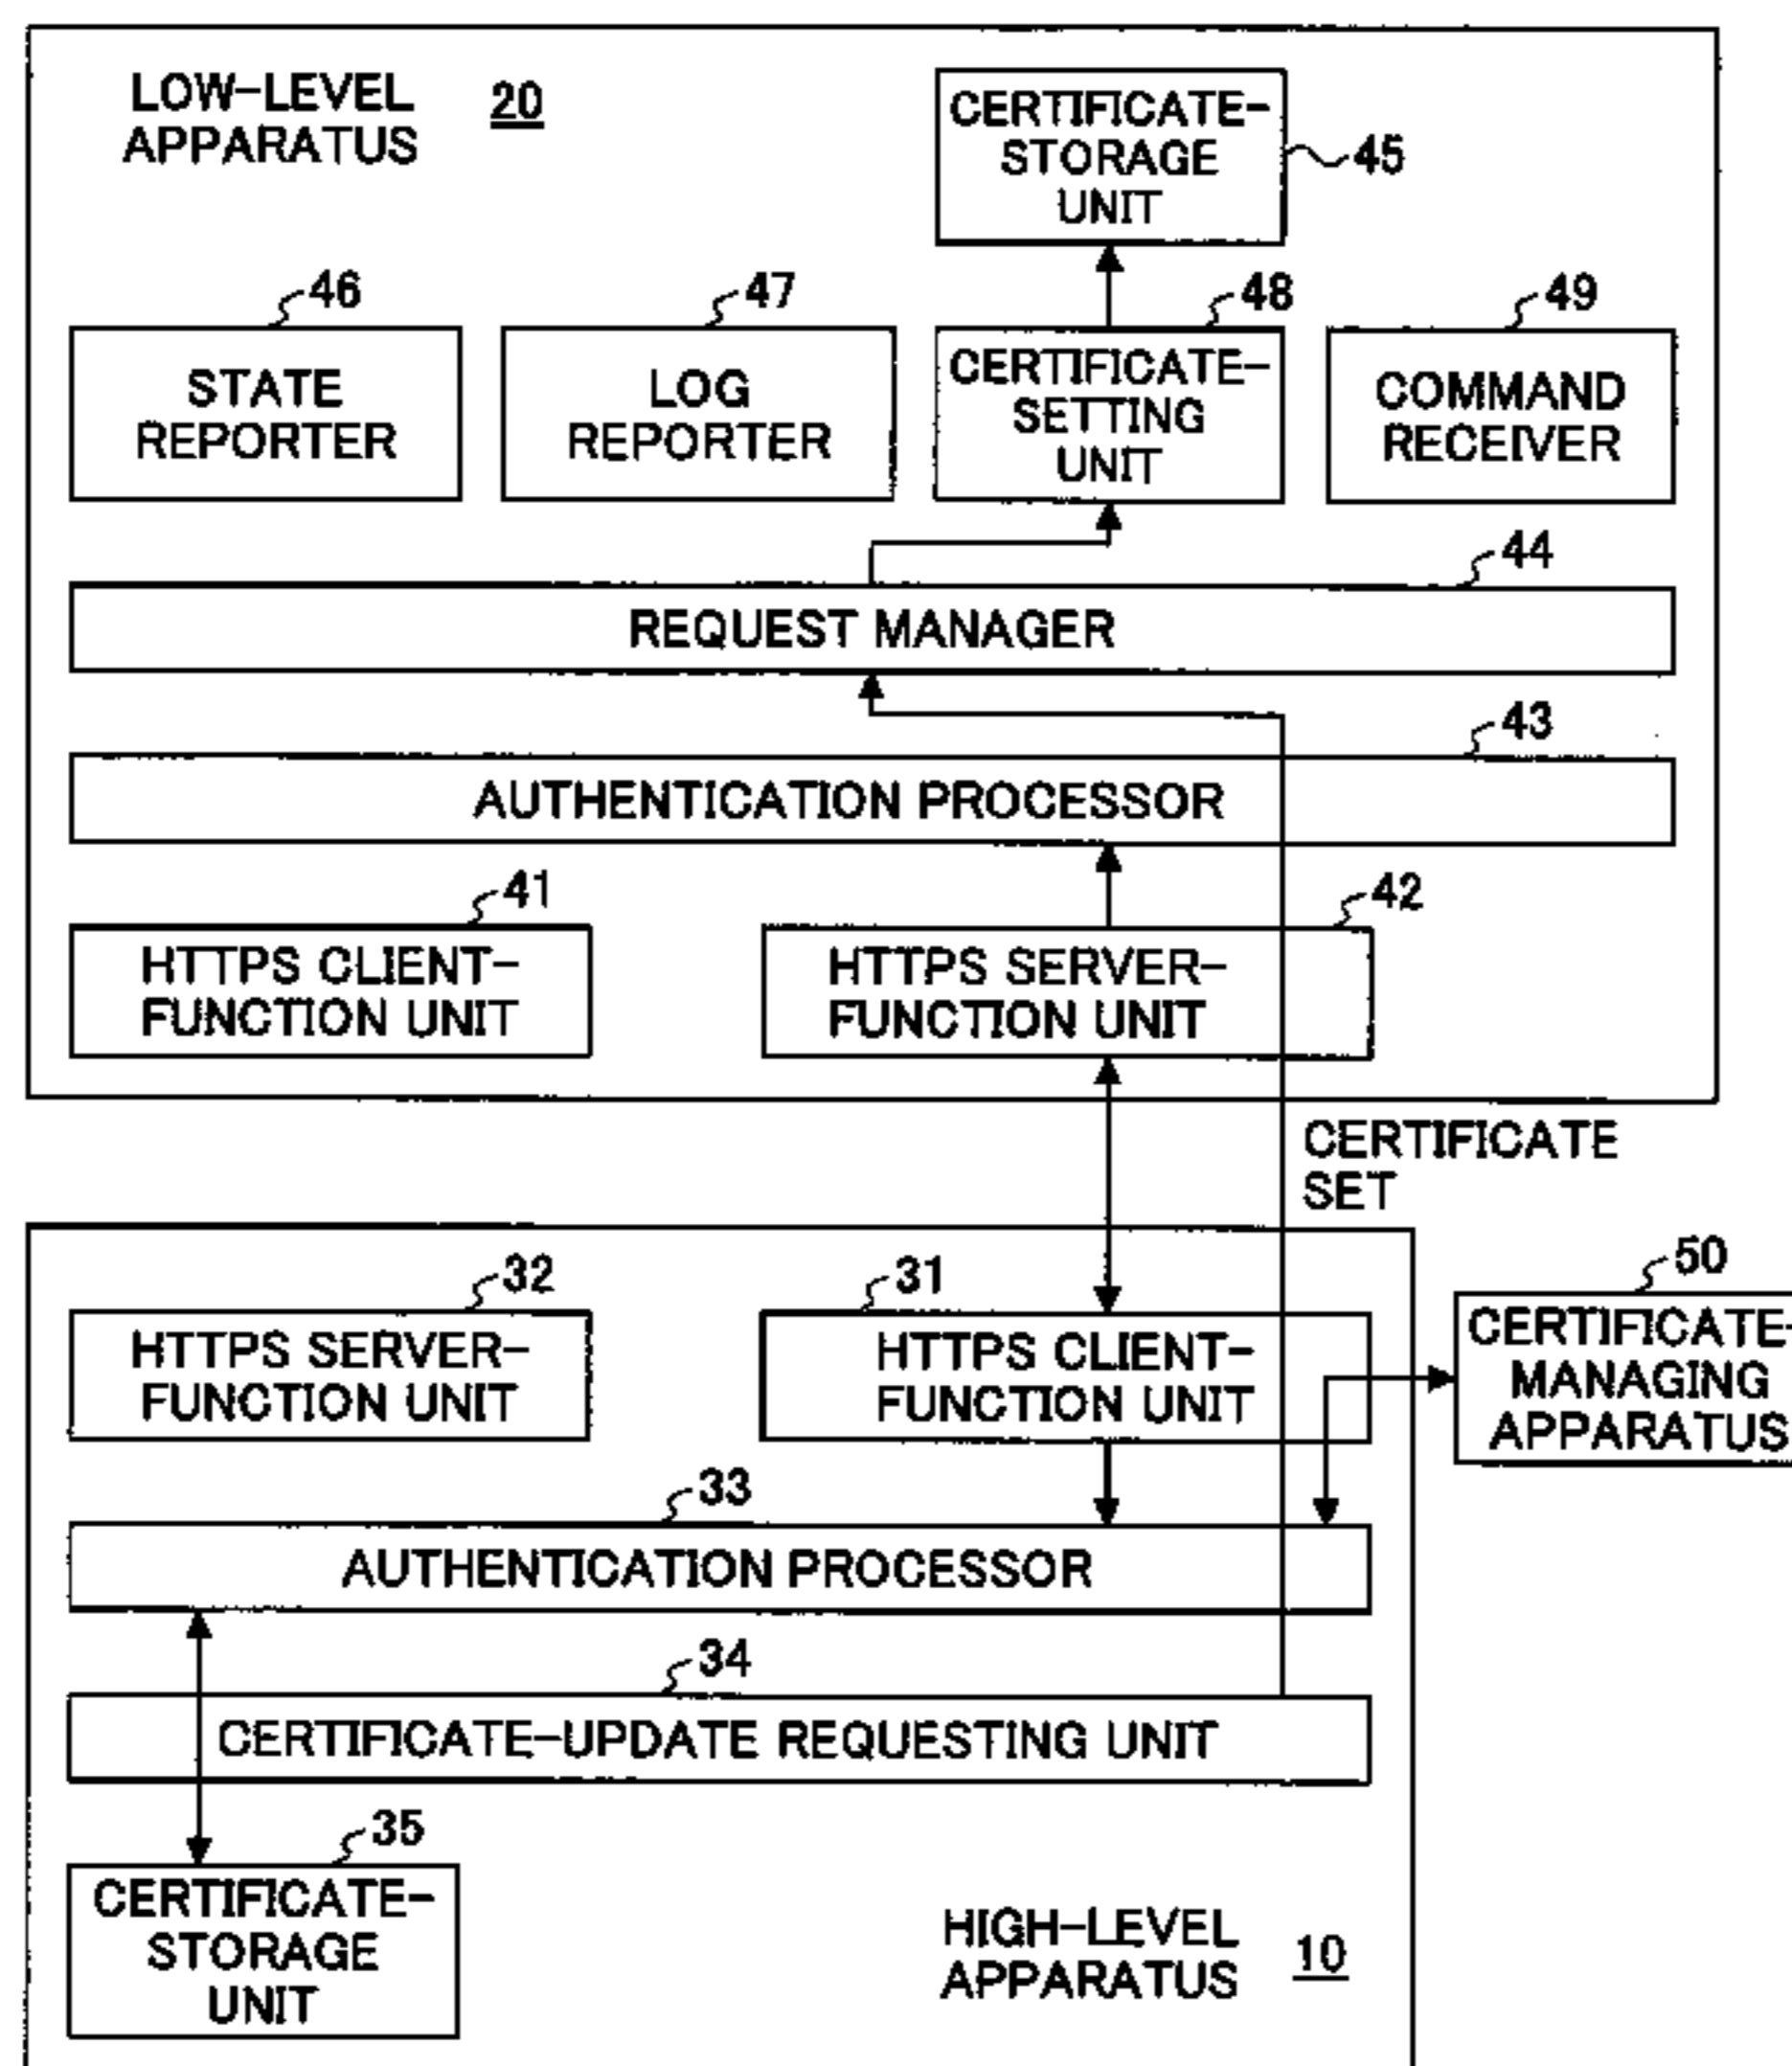 LOW-LEVEL
APPARATUS
20
CERTIFICATE-
STORAGE
UNIT
45
46
47
48
49
STATE
REPORTER
LOG
REPORTER
CERTIFICATE-
SETTING
UNIT
COMMAND
RECEIVER
44
REQUEST MANAGER
43
AUTHENTICATION PROCESSOR
41
42
HTTPS CLIENT-
FUNCTION UNIT
HTTPS SERVER-
FUNCTION UNIT
CERTIFICATE
SET
32
31
50
HTTPS SERVER-
FUNCTION UNIT
HTTPS CLIENT-
FUNCTION UNIT
CERTIFICATE-
MANAGING
APPARATUS
33
AUTHENTICATION PROCESSOR
34
CERTIFICATE-UPDATE REQUESTING UNIT
35
CERTIFICATE-
STORAGE
UNIT
HIGH-LEVEL
APPARATUS
10